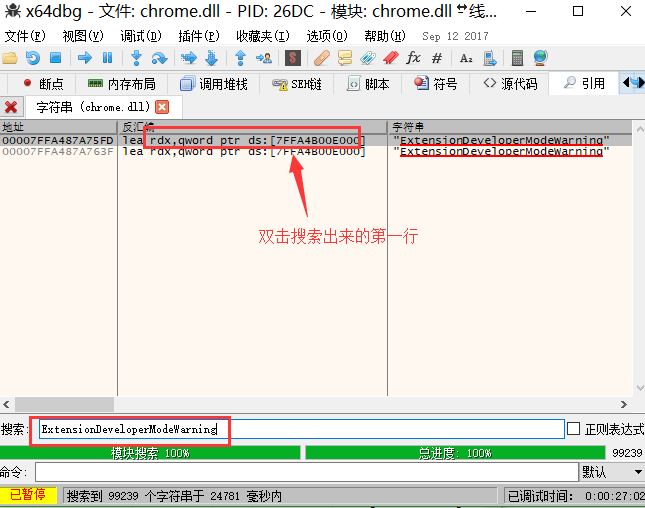 x64dbg - 文件: chrome.dll - PID: 26DC - 模块: chrome.dll - 线...
文件(F) 视图(V) 调试(D) 插件(P) 收藏夹(I) 选项(O) 帮助(H) Sep 12 2017
S fx # Az
断点 内存布局 调用堆栈 SEH链 脚本 符号 源代码 引用
字符串 (chrome.dll)
地址 反汇编 字符串
00007FFA487A75FD lea rdx,qword ptr ds:[7FFA4B00E000] "ExtensionDeveloperModeWarning"
00007FFA487A763F lea rdx,qword ptr ds:[7FFA4B00E000] "ExtensionDeveloperModeWarning"
双击搜索出来的第一行
搜索: ExtensionDeveloperModeWarning 正则表达式
模块搜索 100% 总进度: 100% 99239
命令: 默认
已暂停 搜索到 99239 个字符串于 24781 毫秒内 已调试时间: 0:00:27:02